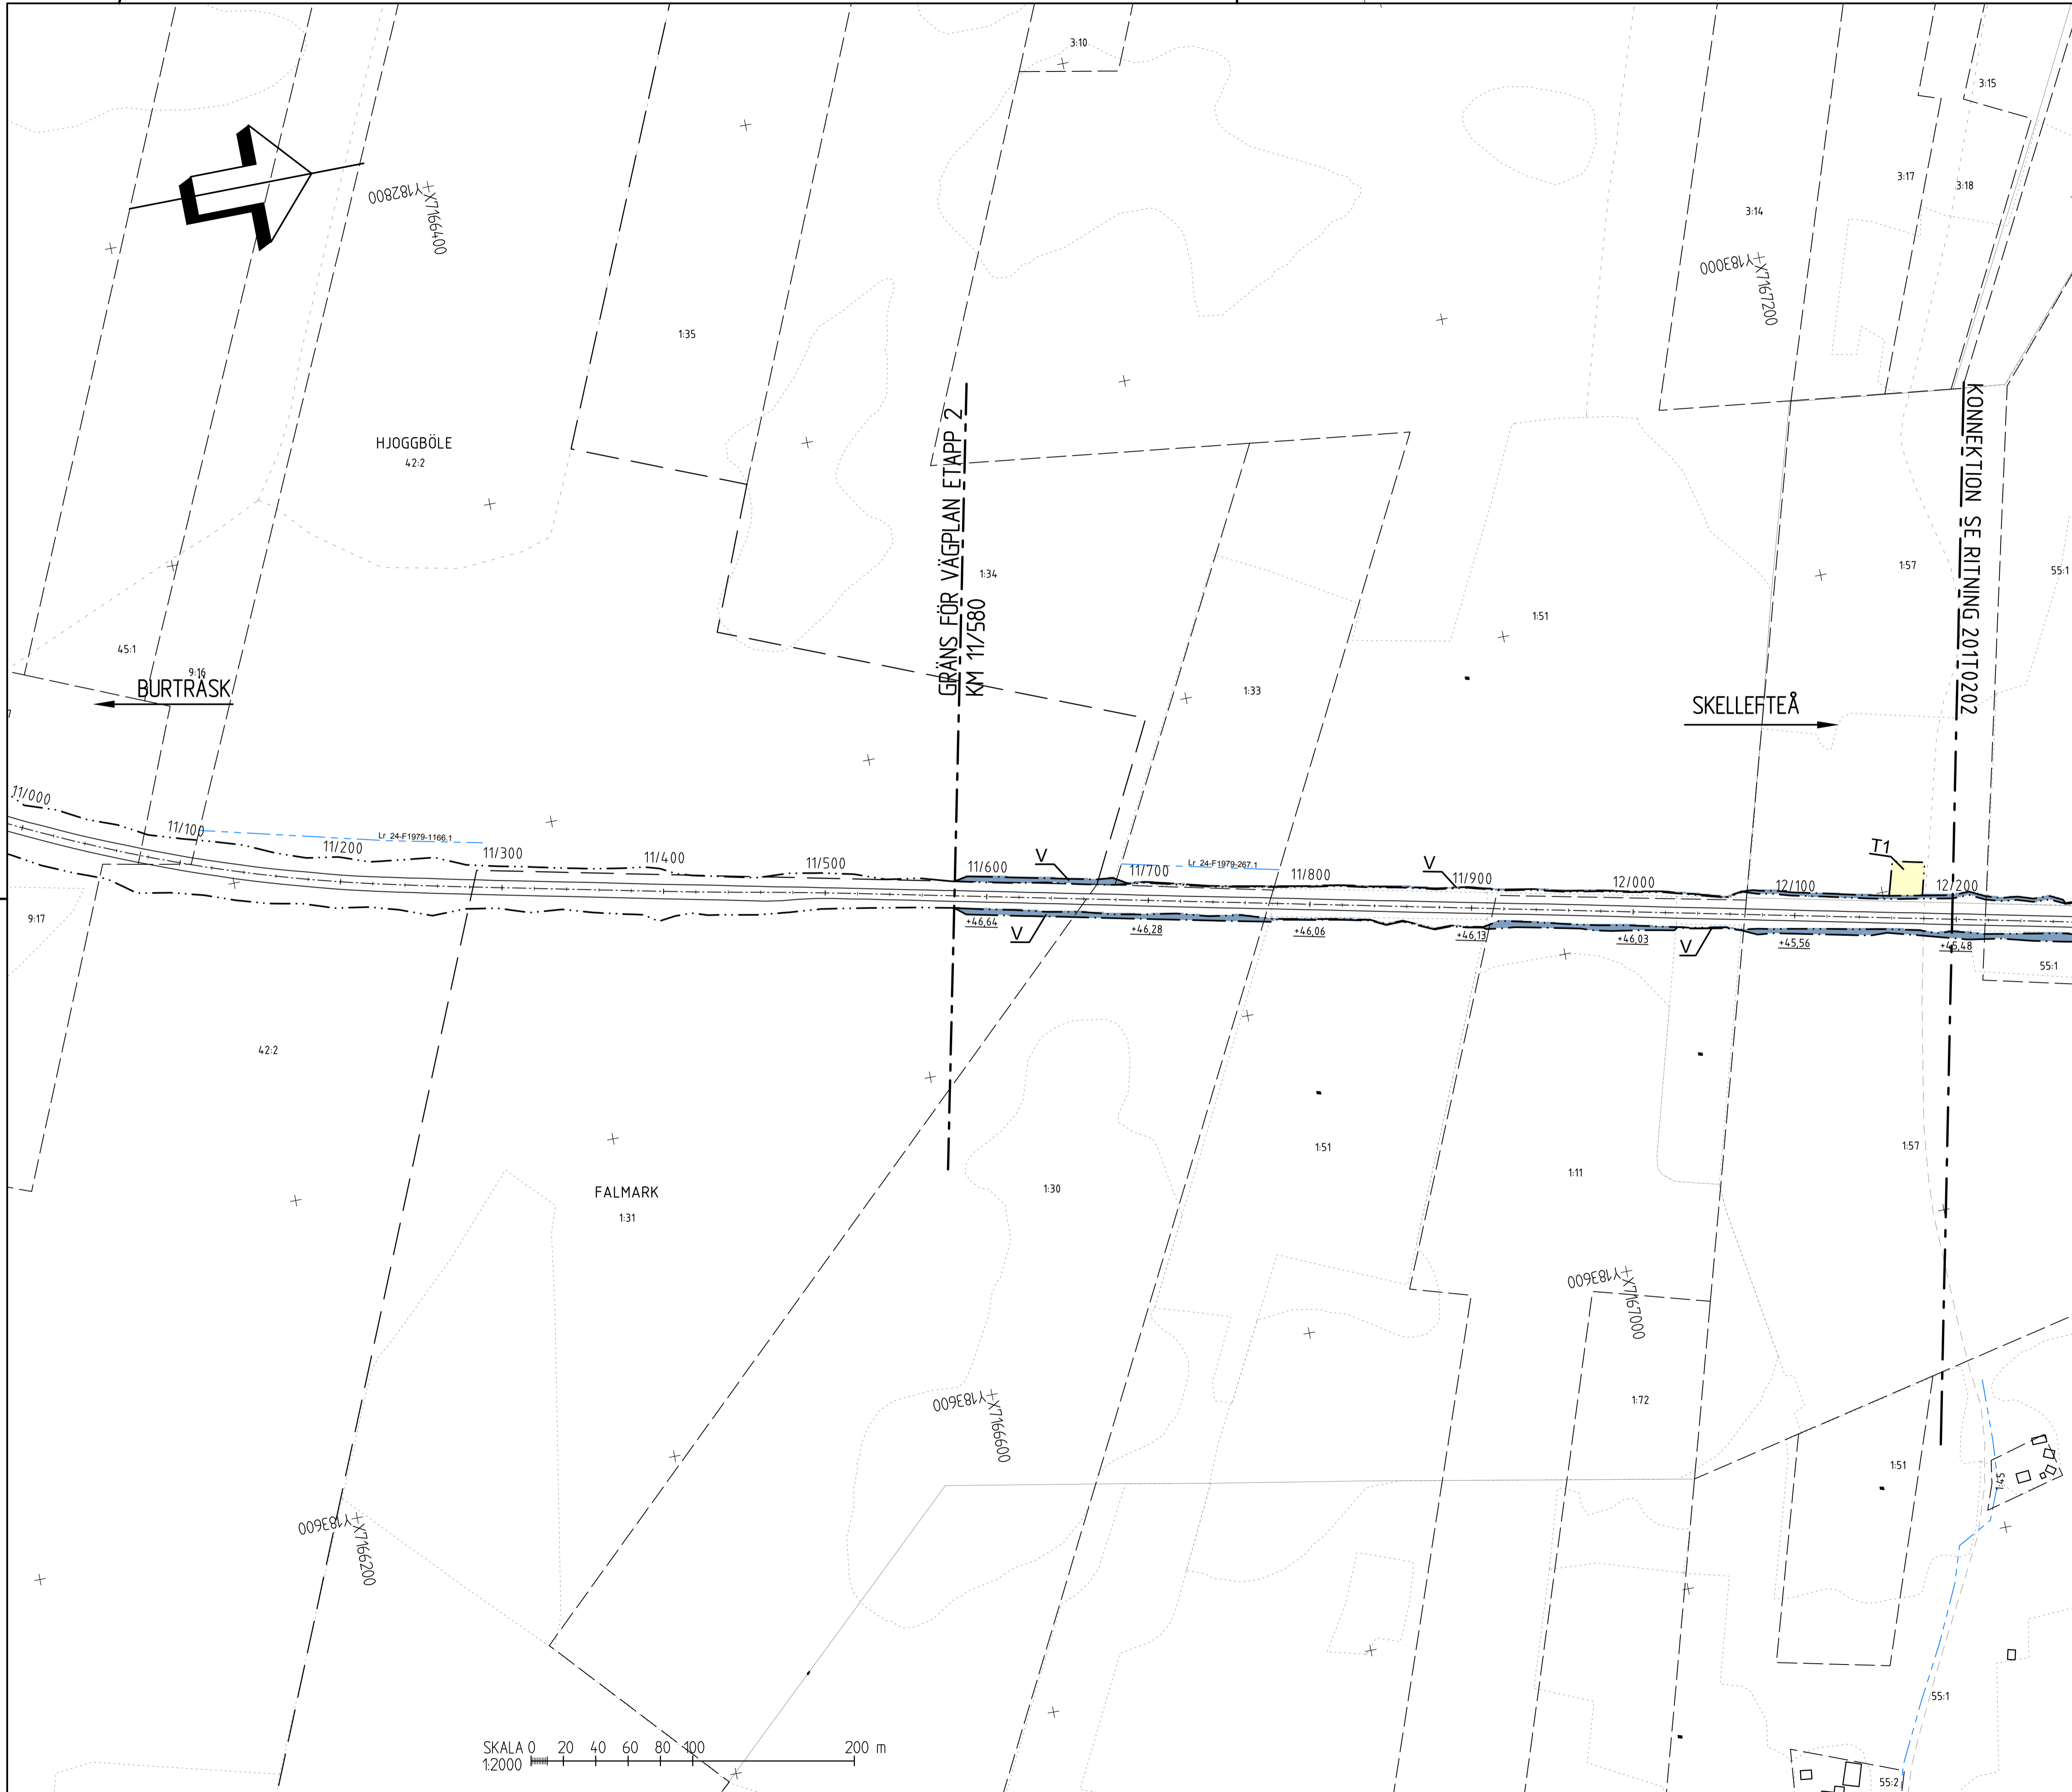 3:10
3:15
3:17
3:18
3:14
Y182800
X7166400
Y183000
X7167200
1:35
HJOGGBÖLE
42:2
GRÄNS FÖR VÄGPLAN ETAPP 2
KM 11/580
KONNEKTION SE RITNING 201T0202
1:34
1:57
55:1
1:51
45:1
9:16
BURTRÄSK
1:33
SKELLEFTEÅ
11/000
11/100
Lr 24-F1979-1166.1
11/200
11/300
11/400
11/500
11/600
V
11/700
Lr 24-F1979-267.1
11/800
V
11/900
12/000
12/100
T1
12/200
9:17
+46,64
V
+46,28
+46,06
+46,13
+46,03
V
+45,56
+45,48
55:1
42:2
1:51
1:11
1:57
FALMARK
1:31
1:30
Y183600
X7167000
Y183600
X7166600
1:72
1:51
1:45
Y183600
X7166200
55:1
SKALA
1:2000
0 20 40 60 80 100 200 m
55:2